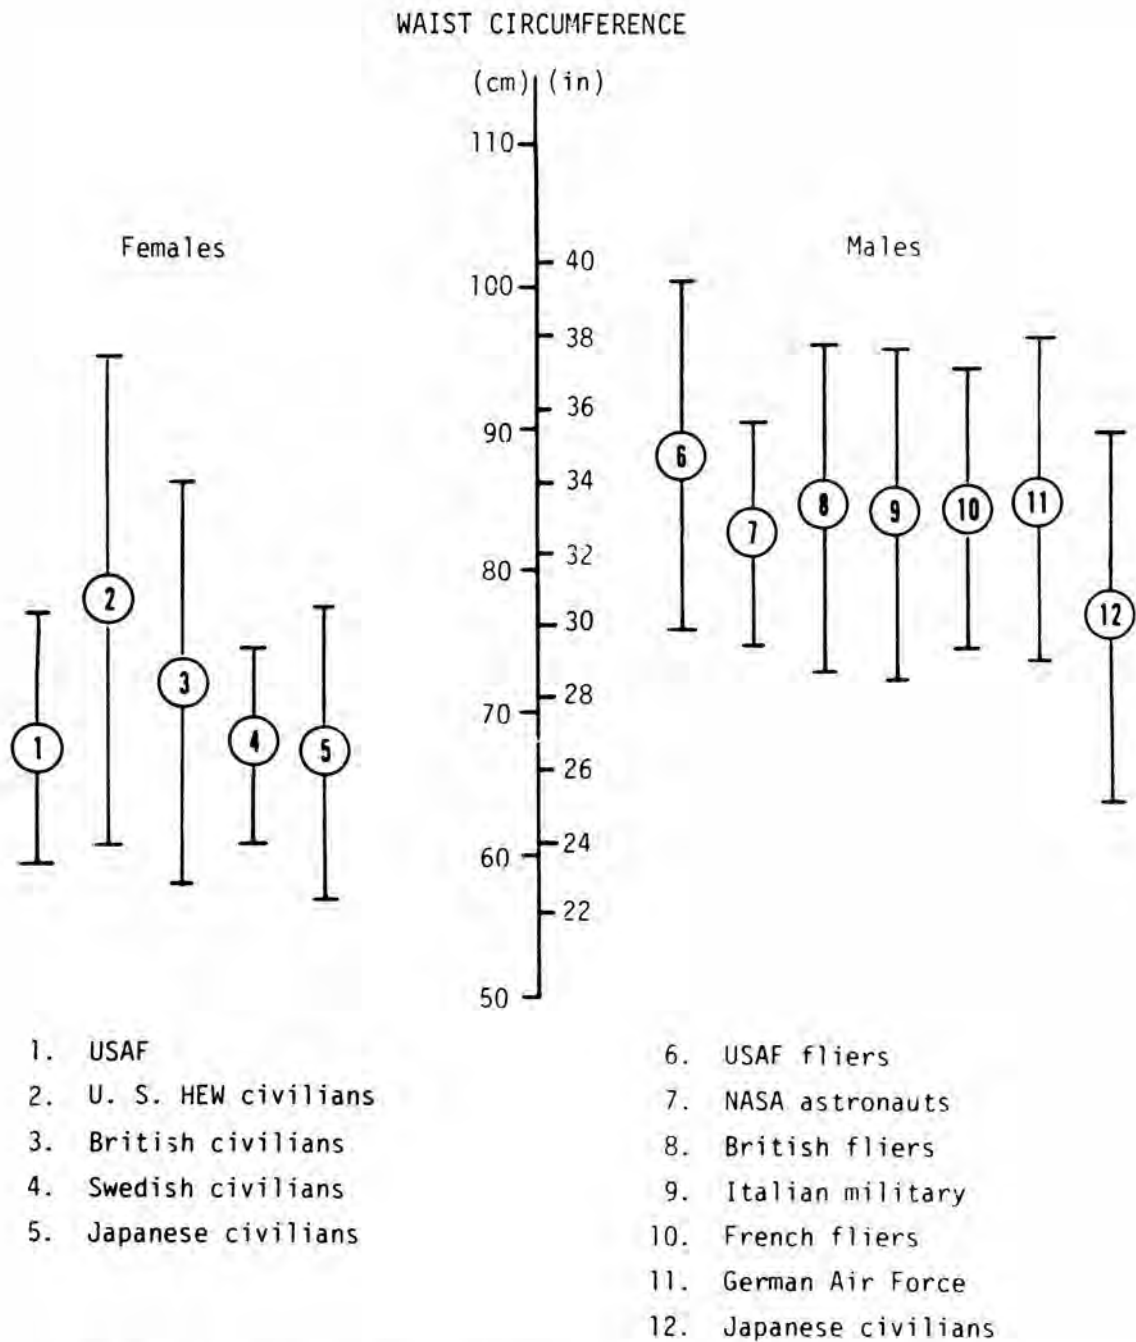 WAIST CIRCUMFERENCE
(cm) (in)
110
Females
Males
40
100
38
36
90
6
34
11
8
10
9
7
32
80
2
30
12
3
28
70
4
1
5
26
24
60
22
50
1. USAF
2. U. S. HEW civilians
3. British civilians
4. Swedish civilians
5. Japanese civilians
6. USAF fliers
7. NASA astronauts
8. British fliers
9. Italian military
10. French fliers
11. German Air Force
12. Japanese civilians